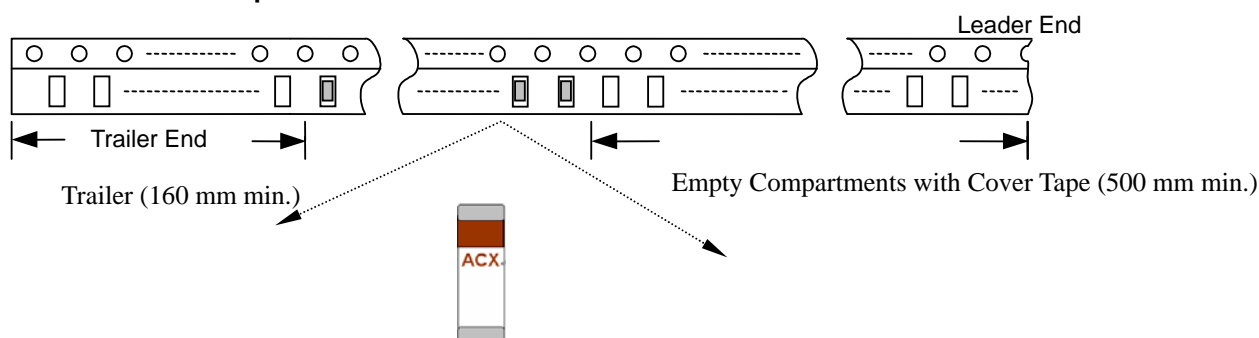 Leader End
Trailer End
Trailer (160 mm min.)
Empty Compartments with Cover Tape (500 mm min.)
ACX